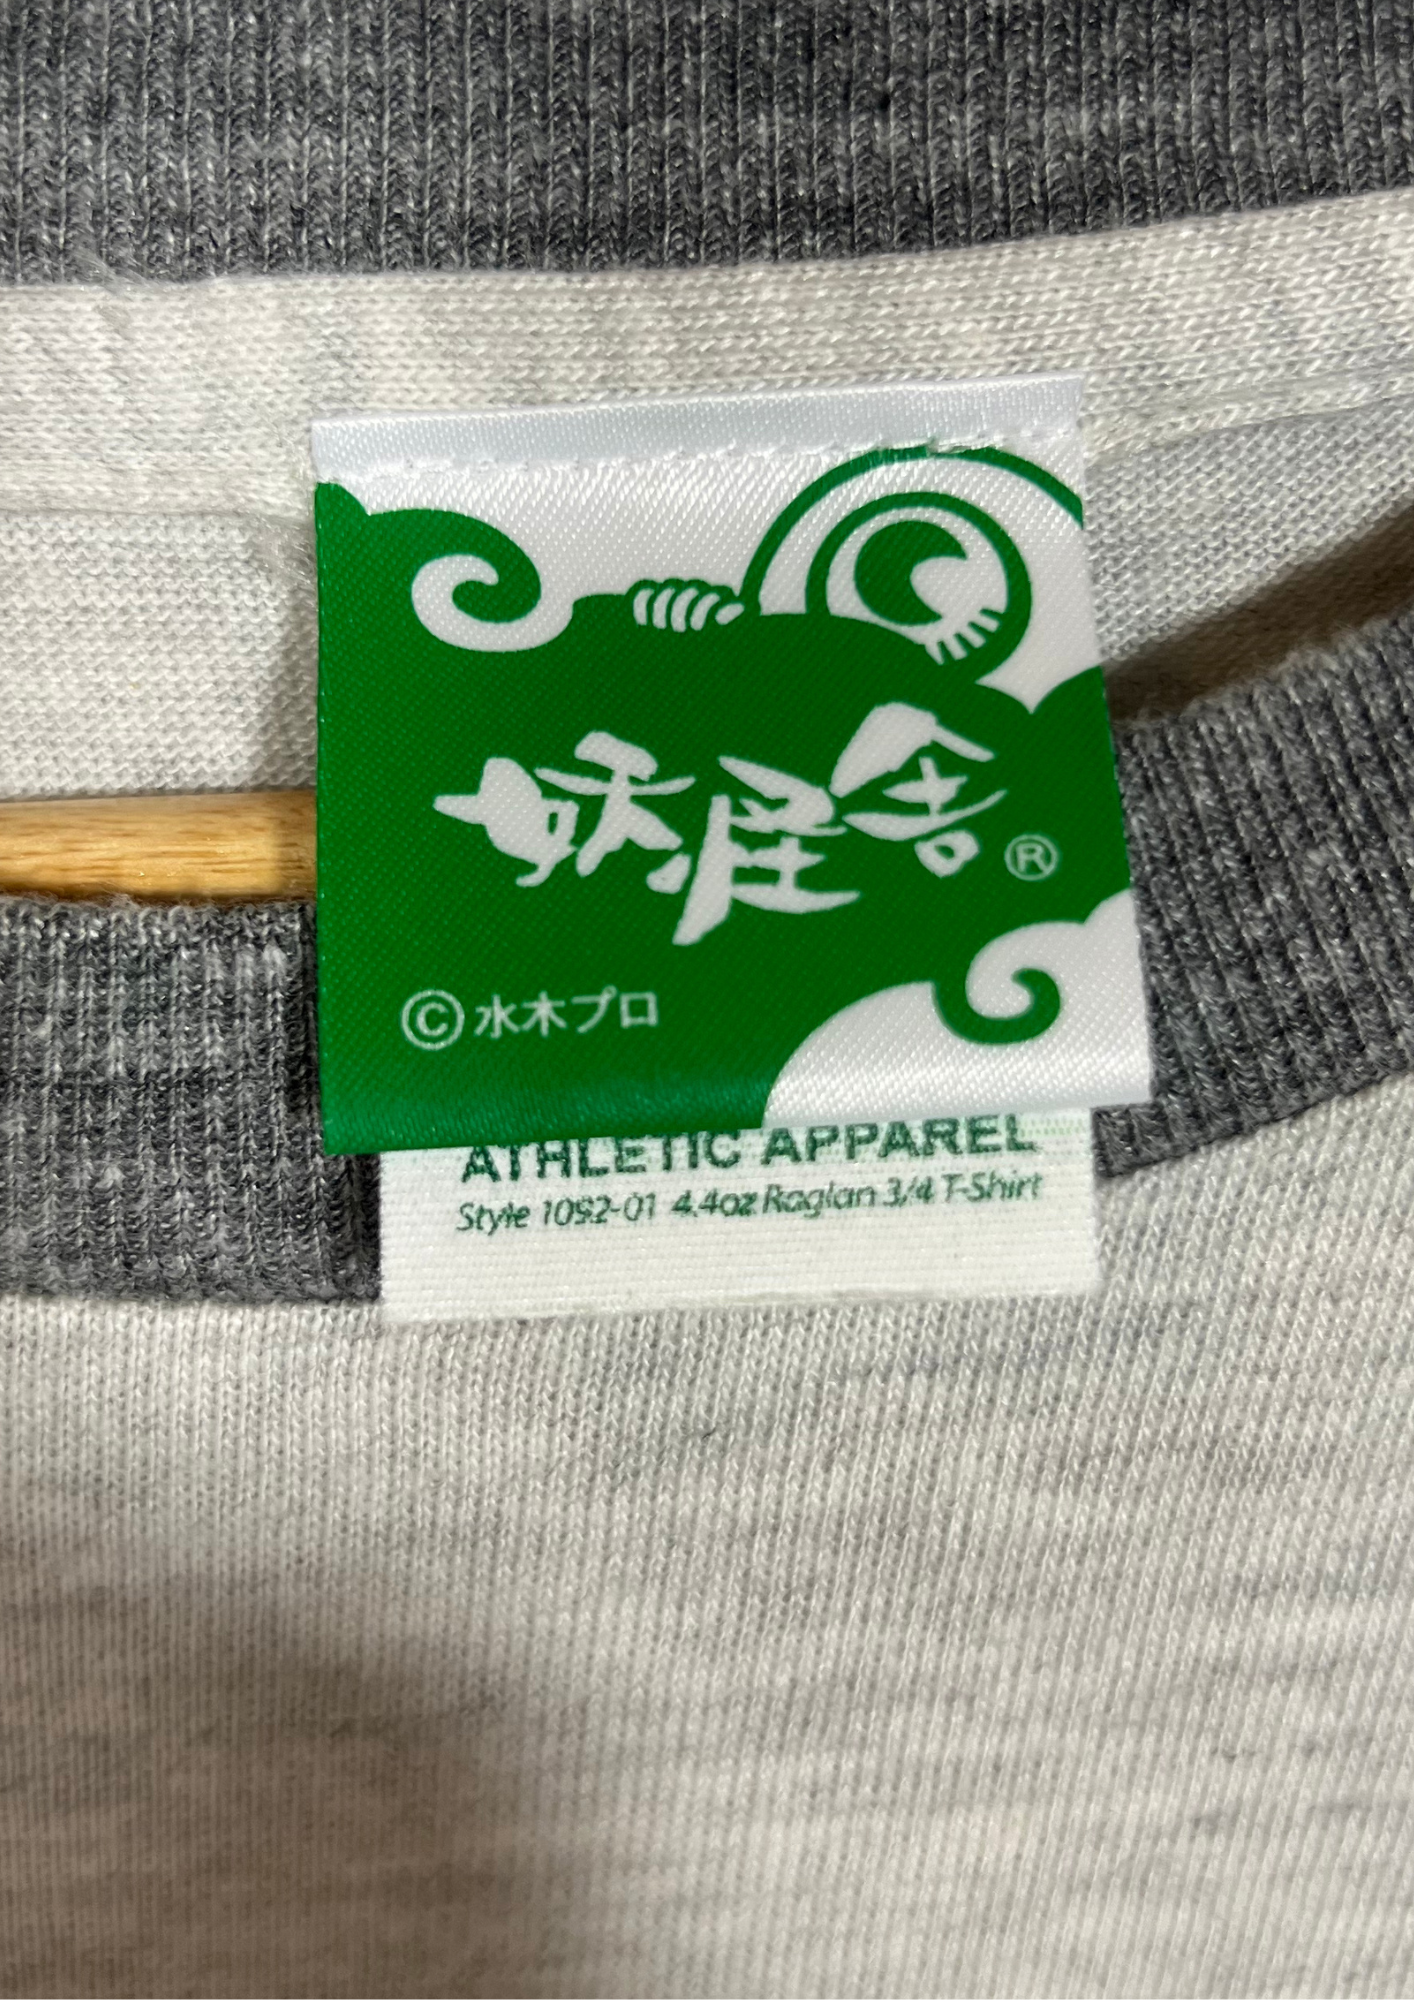 妖怪舎®
©水木プロ
ATHLETIC APPAREL
Style 1092-01 4.4oz Raglan 3/4 T-Shirt